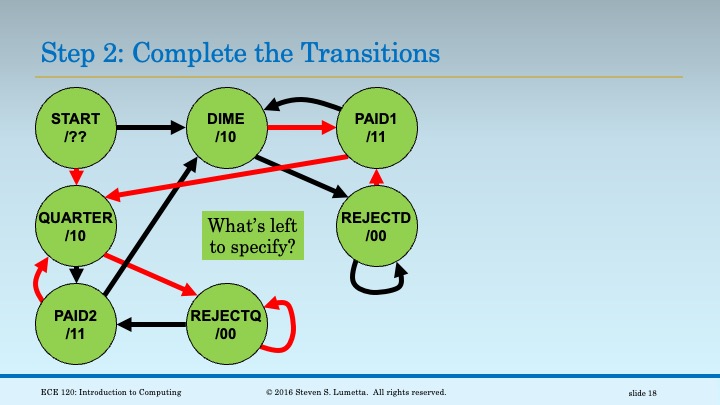 Step 2: Complete the Transitions
START
/??
DIME
/10
PAID1
/11
QUARTER
/10
What's left
to specify?
REJECTD
/00
PAID2
/11
REJECTQ
/00
ECE 120: Introduction to Computing
© 2016 Steven S. Lumetta. All rights reserved.
slide 18